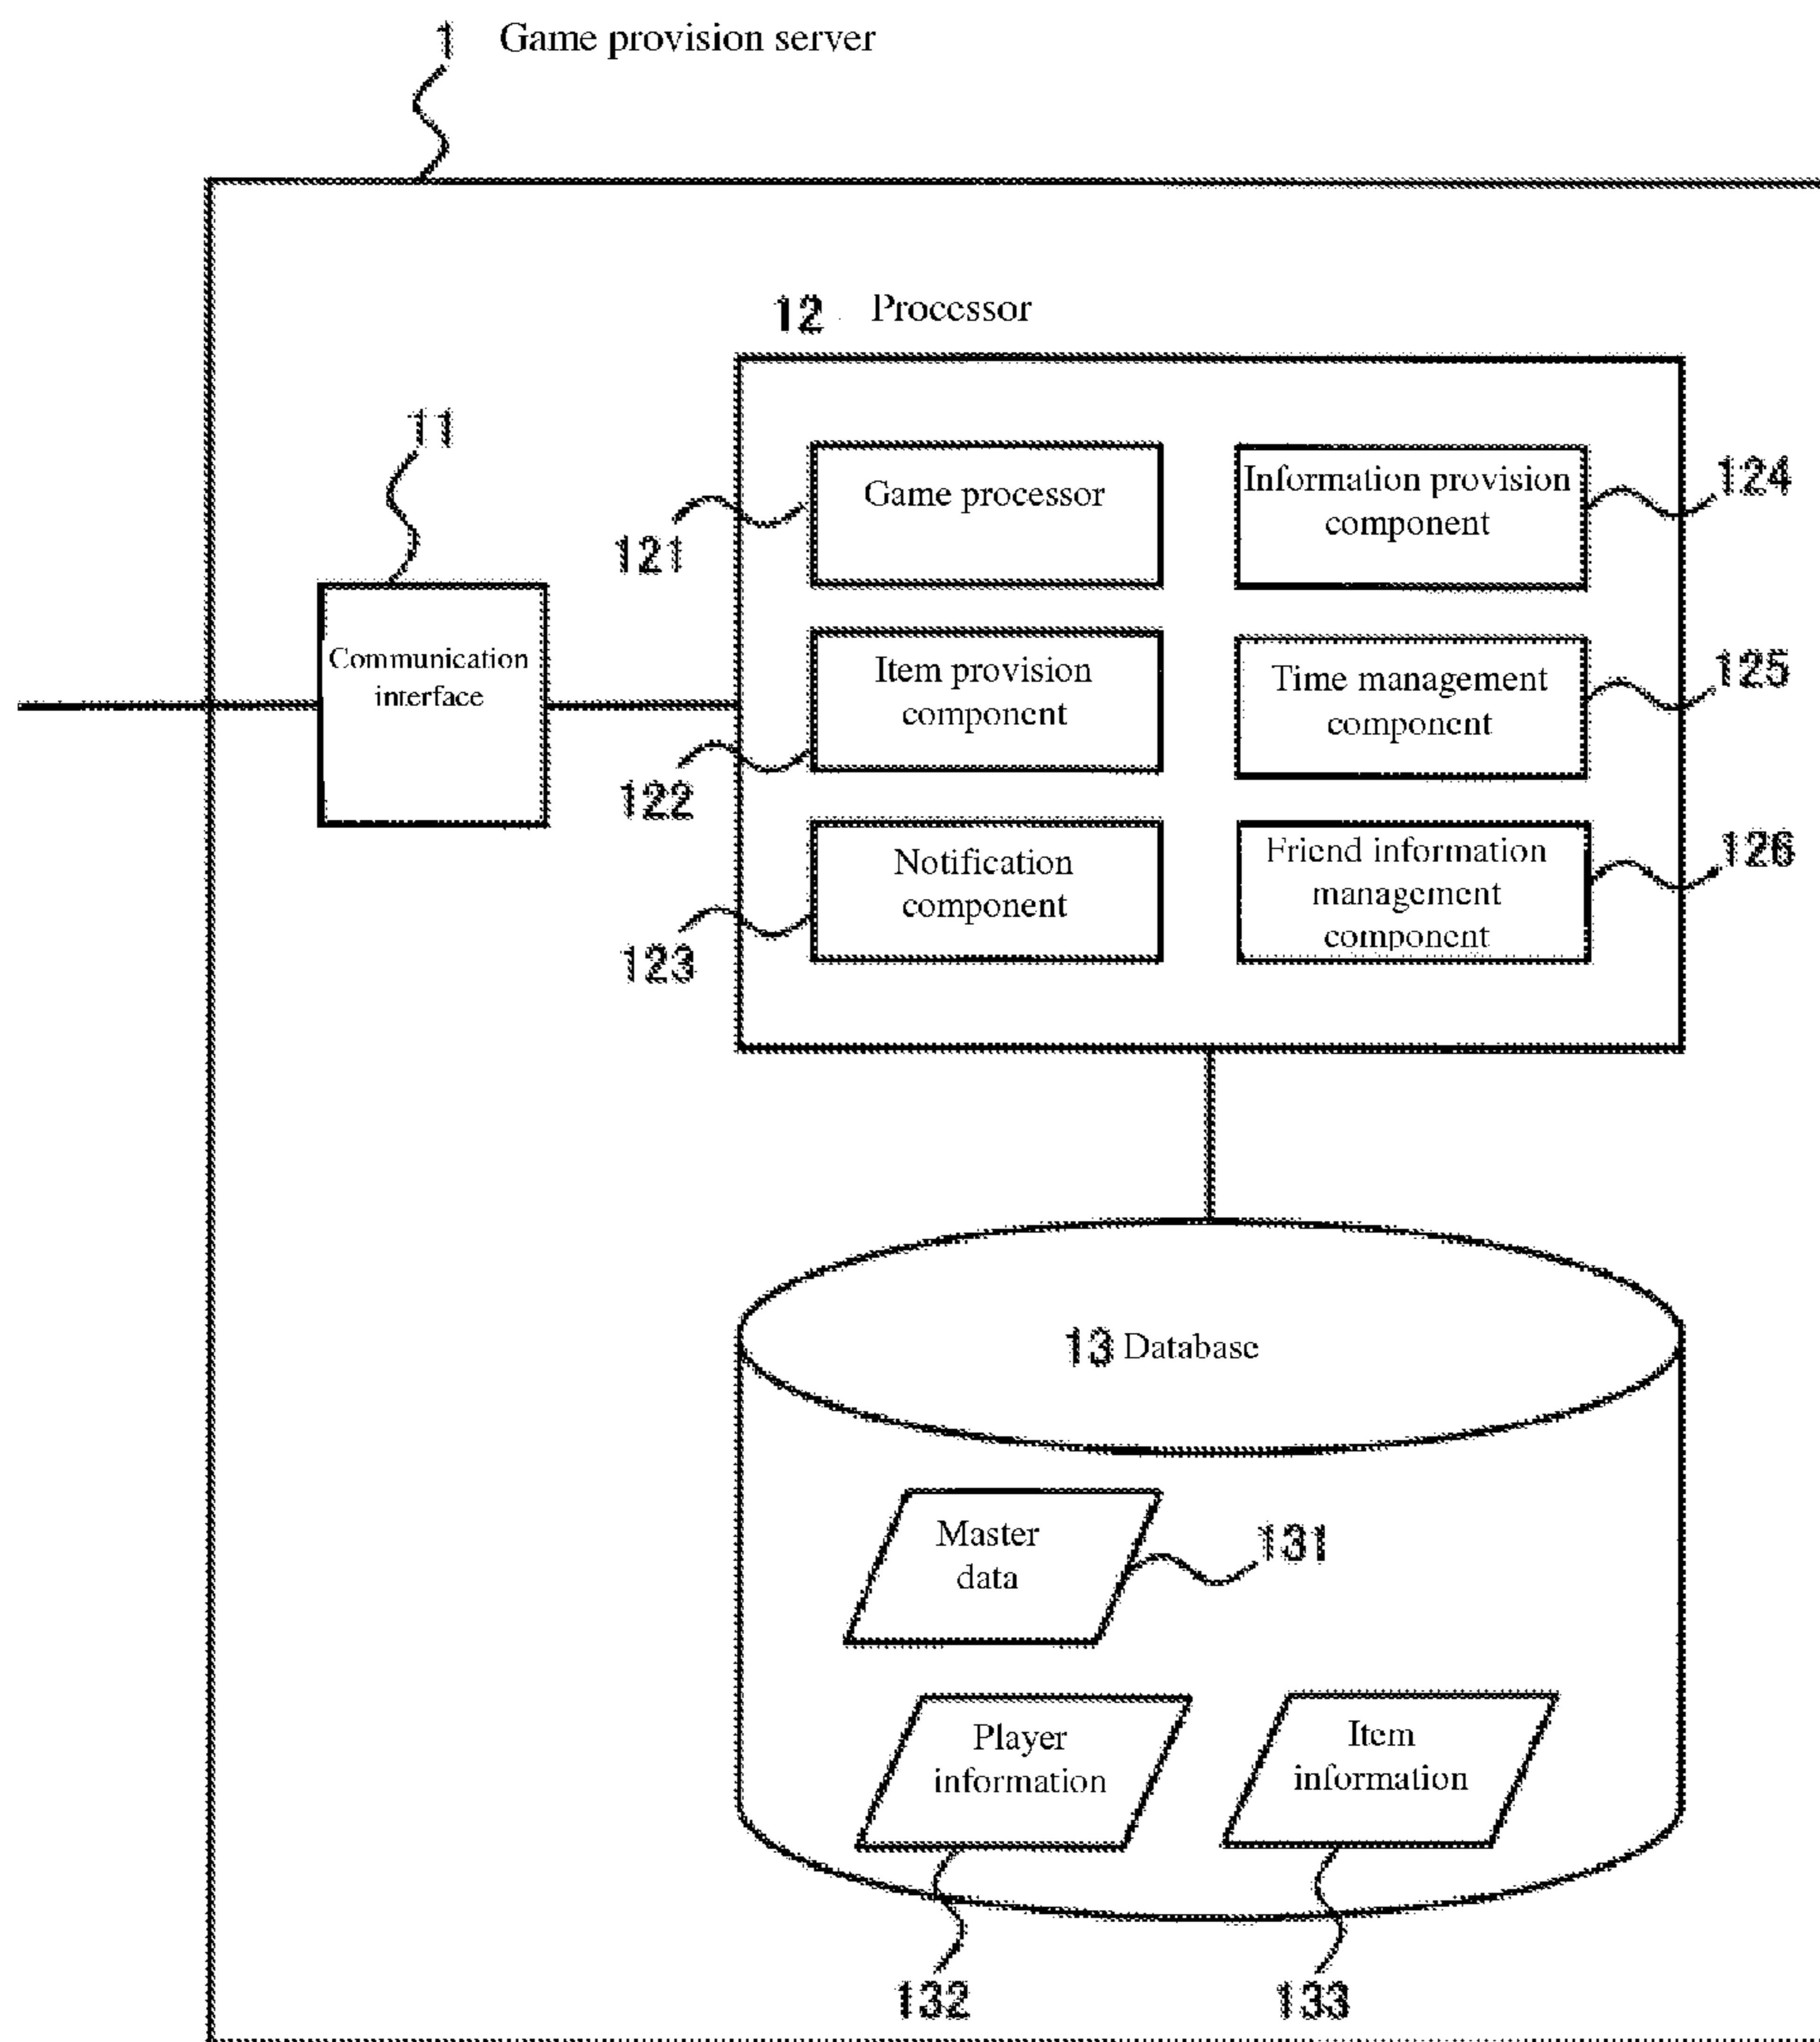 1 Game provision server
12 Processor
11
Game processor
121
Information provision
component
124
Communication
interface
Item provision
component
122
Time management
component
125
Notification
component
123
Friend information
management
component
126
13 Database
Master
data
131
Player
information
Item
information
132
133